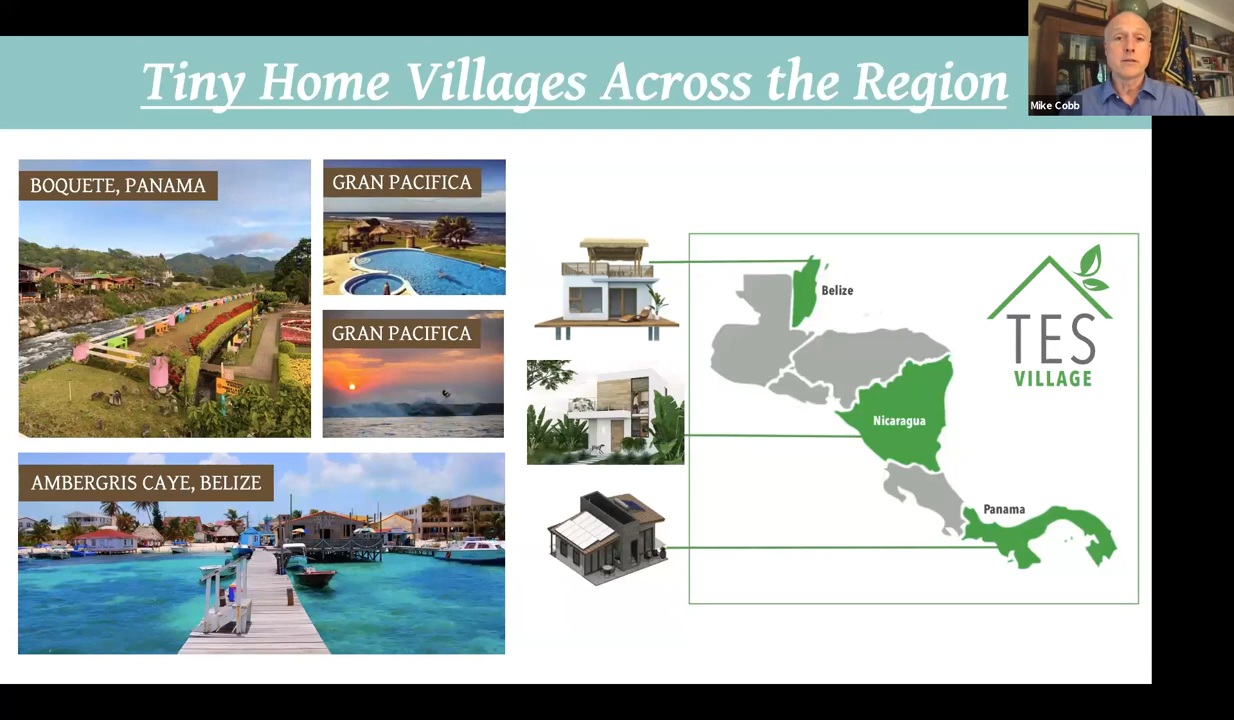 Tiny Home Villages Across the Region
Mike Cobb
BOQUETE, PANAMA
GRAN PACIFICA
GRAN PACIFICA
AMBERGRIS CAYE, BELIZE
Belize
Nicaragua
Panama
TES
VILLAGE